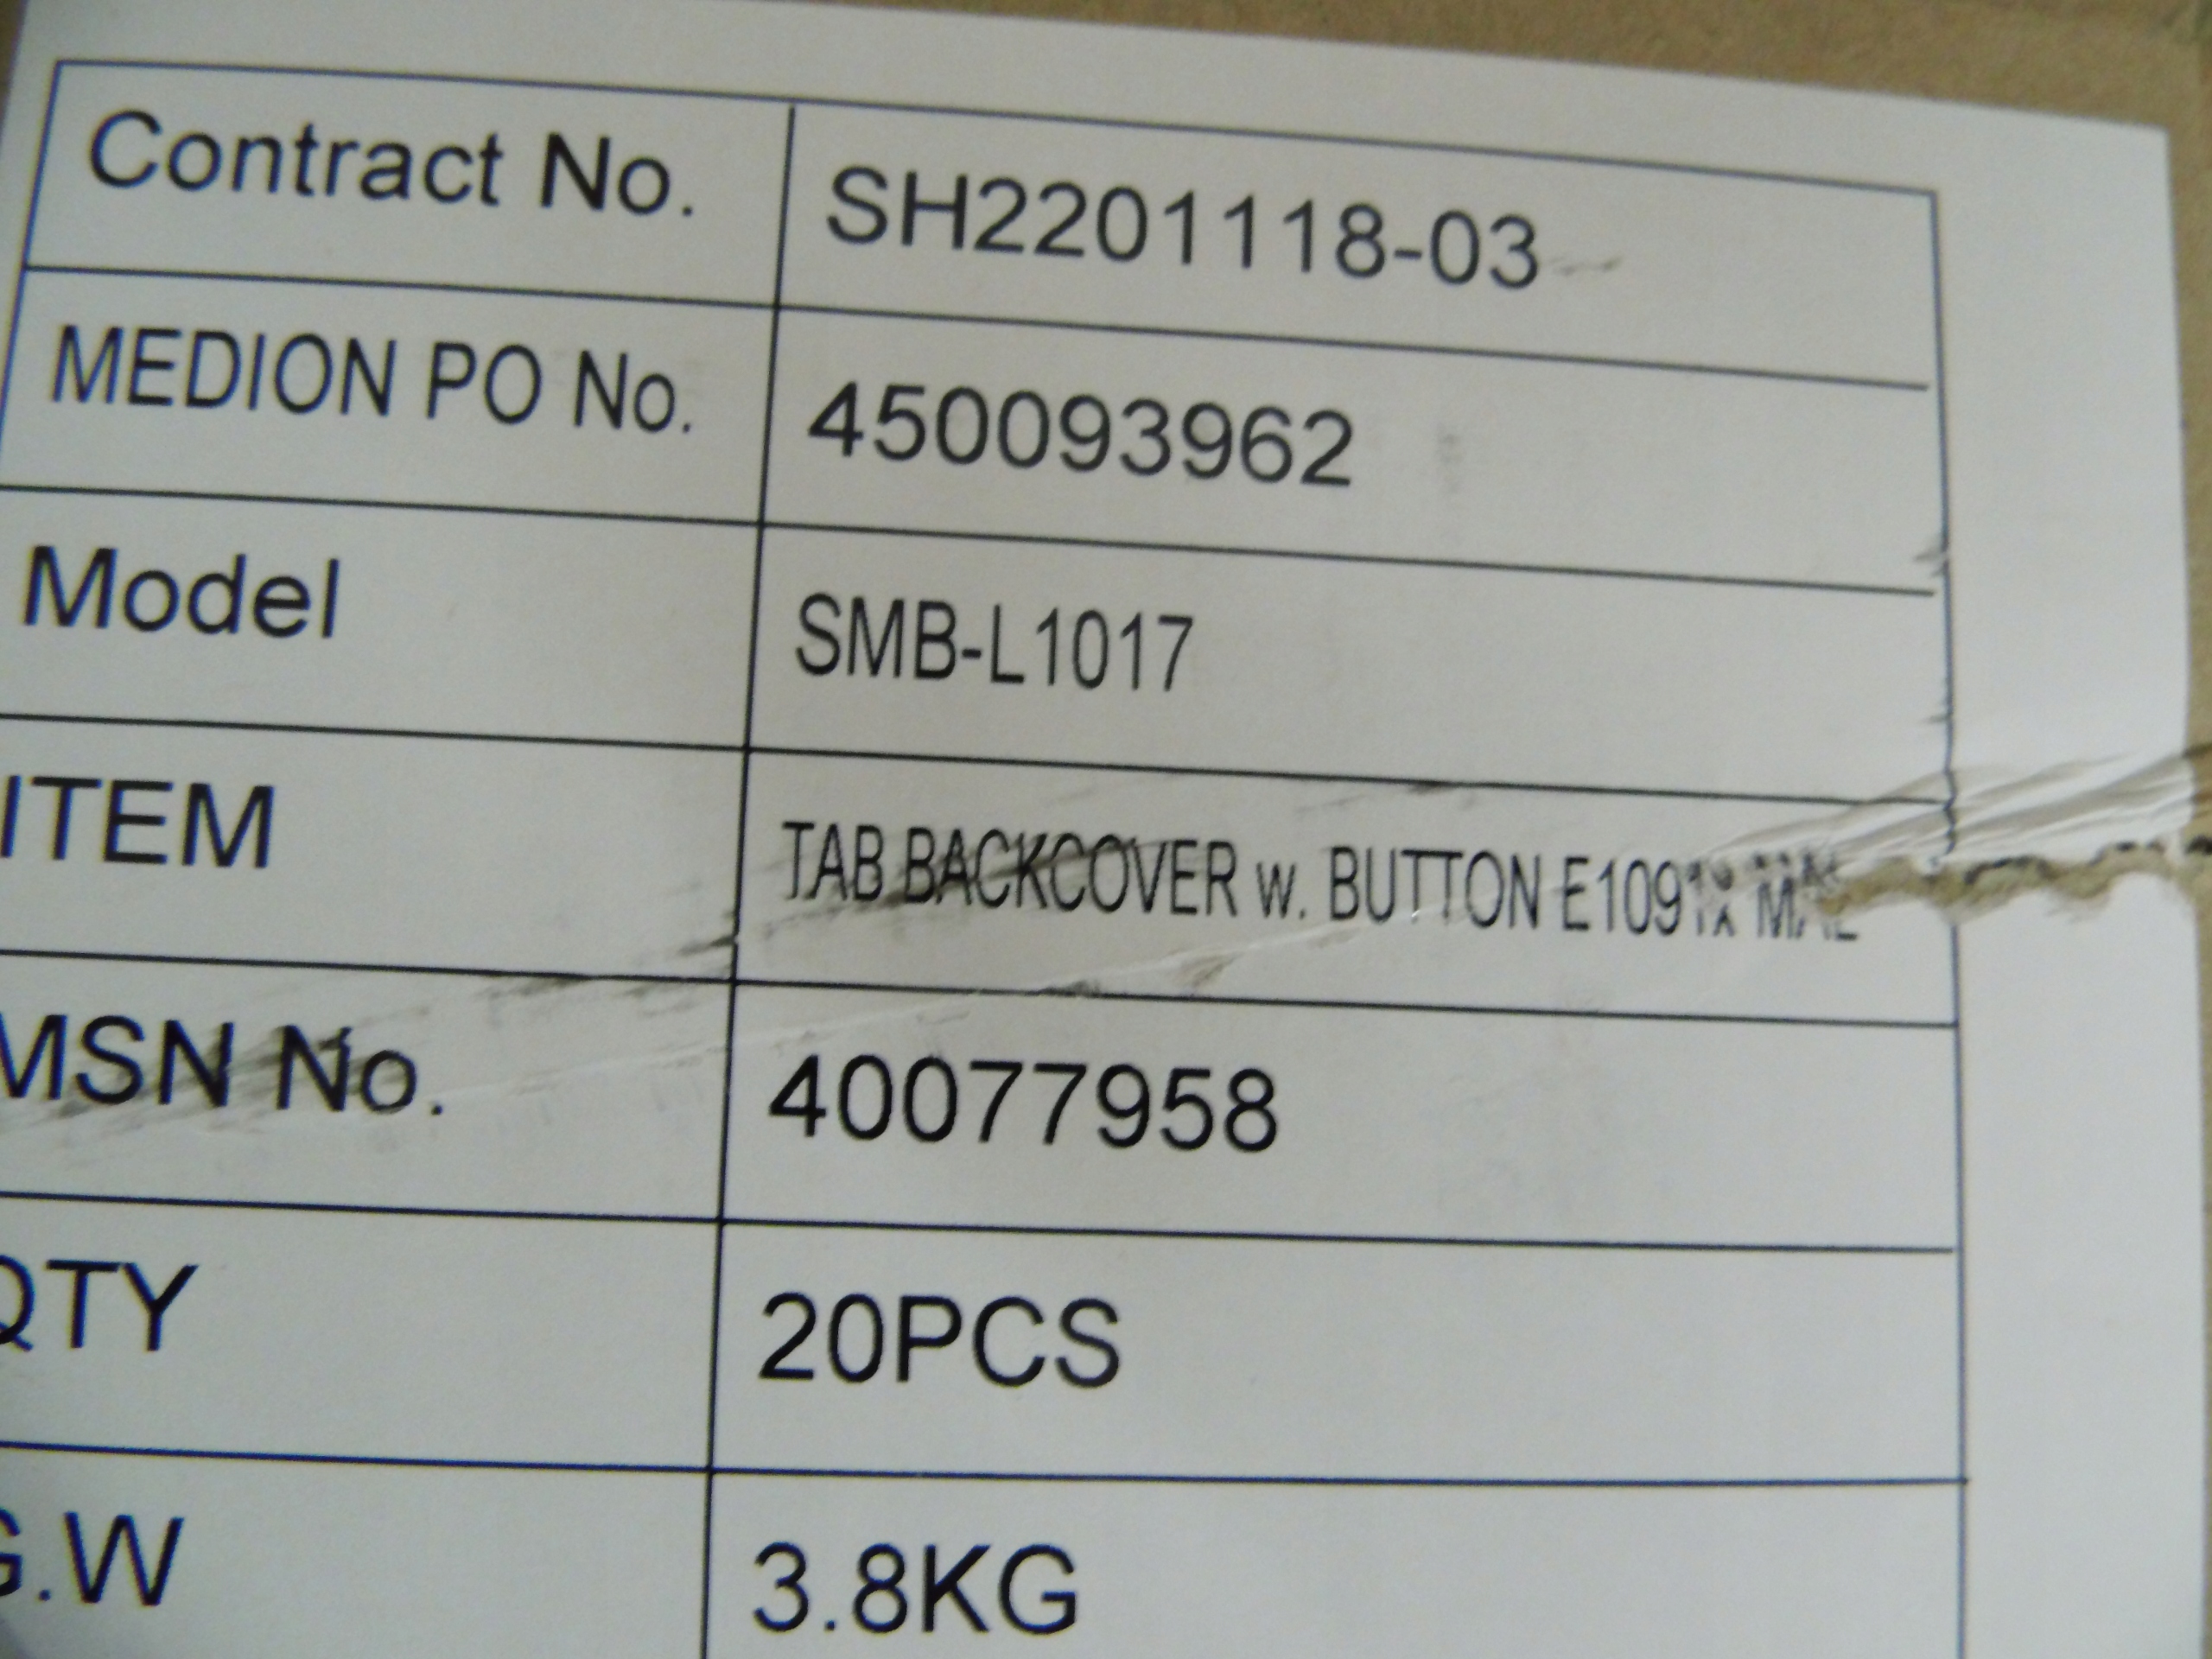 Contract No. SH2201118-03
MEDION PO No. 450093962
Model SMB-L1017
ITEM TAB BACKCOVER w. BUTTON
MSN No. 40077958
QTY 20PCS
G.W 3.8KG